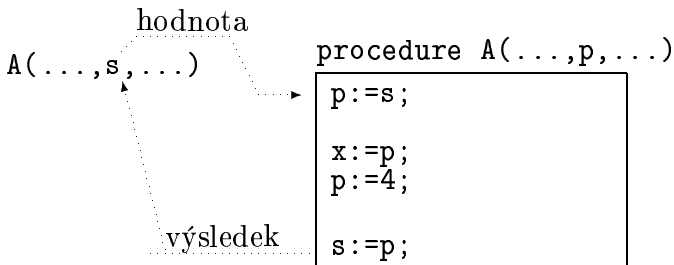 hodnota
A(...,s,...)
procedure A(...,p,...)
p:=s;
x:=p;
p:=4;
výsledek
s:=p;